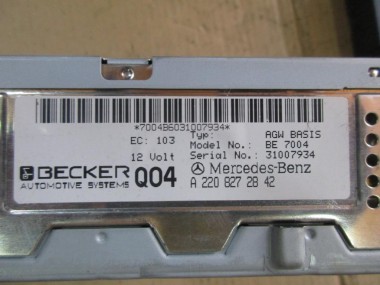 *7004B6031007934*
EC: 103 Typ: AGW BASIS
Model No.: BE 7004
12 Volt Serial No.: 31007934
BECKER Q04 Mercedes-Benz
AUTOMOTIVE SYSTEMS A 220 827 28 42